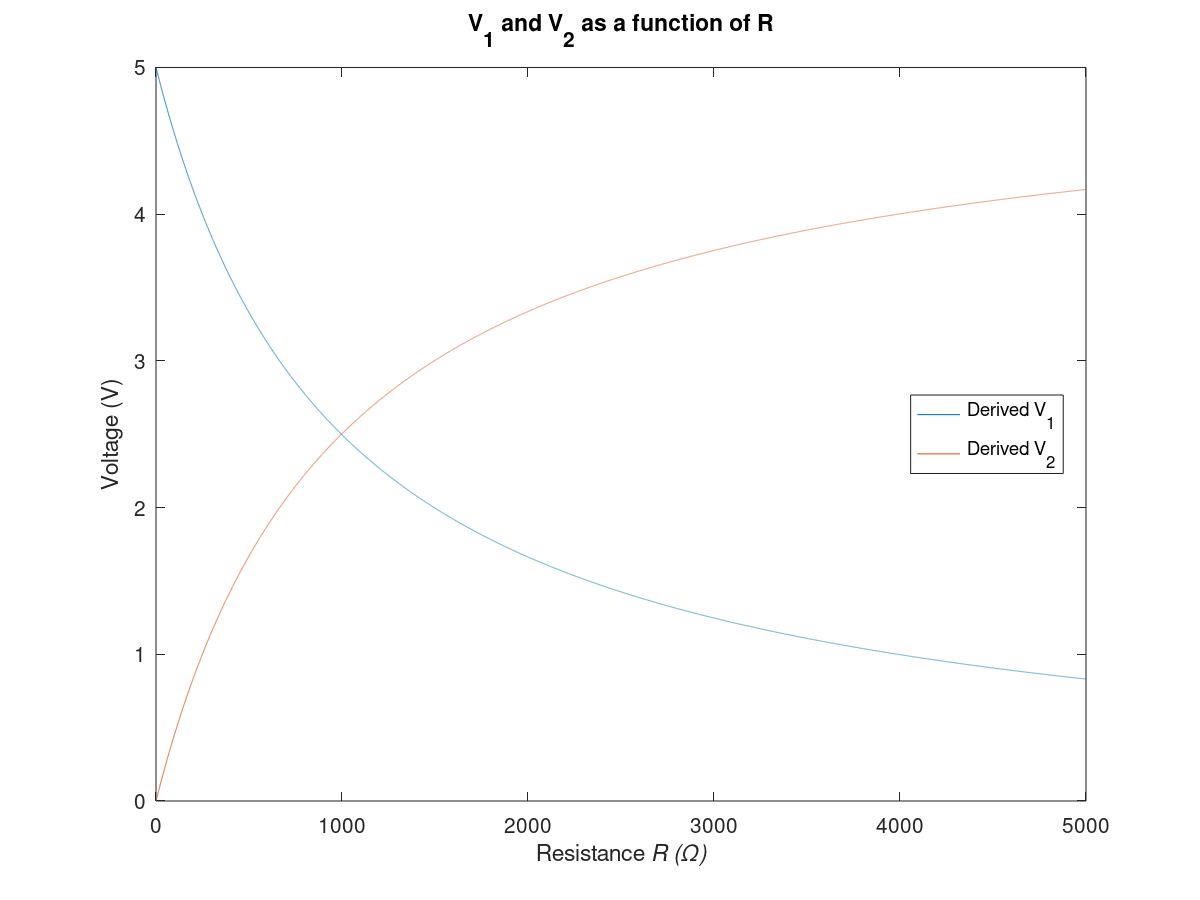 V1 and V2 as a function of R
5
4
3
2
1
0
Voltage (V)
Derived V1
Derived V2
0 1000 2000 3000 4000 5000
Resistance R (Ω)